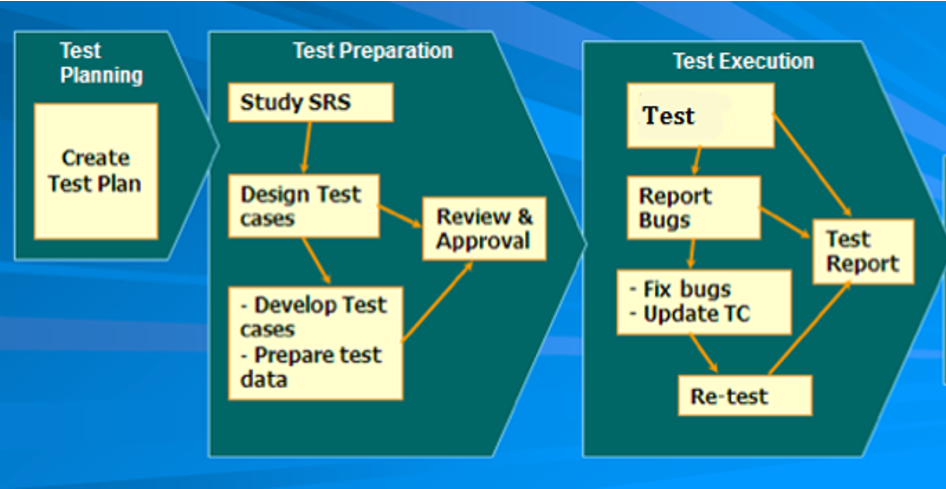 Test
Planning
Create
Test Plan
Test Preparation
Study SRS
Design Test
cases
Review &
Approval
- Develop Test
cases
- Prepare test
data
Test Execution
Test
Report
Bugs
Test
Report
- Fix bugs
- Update TC
Re-test